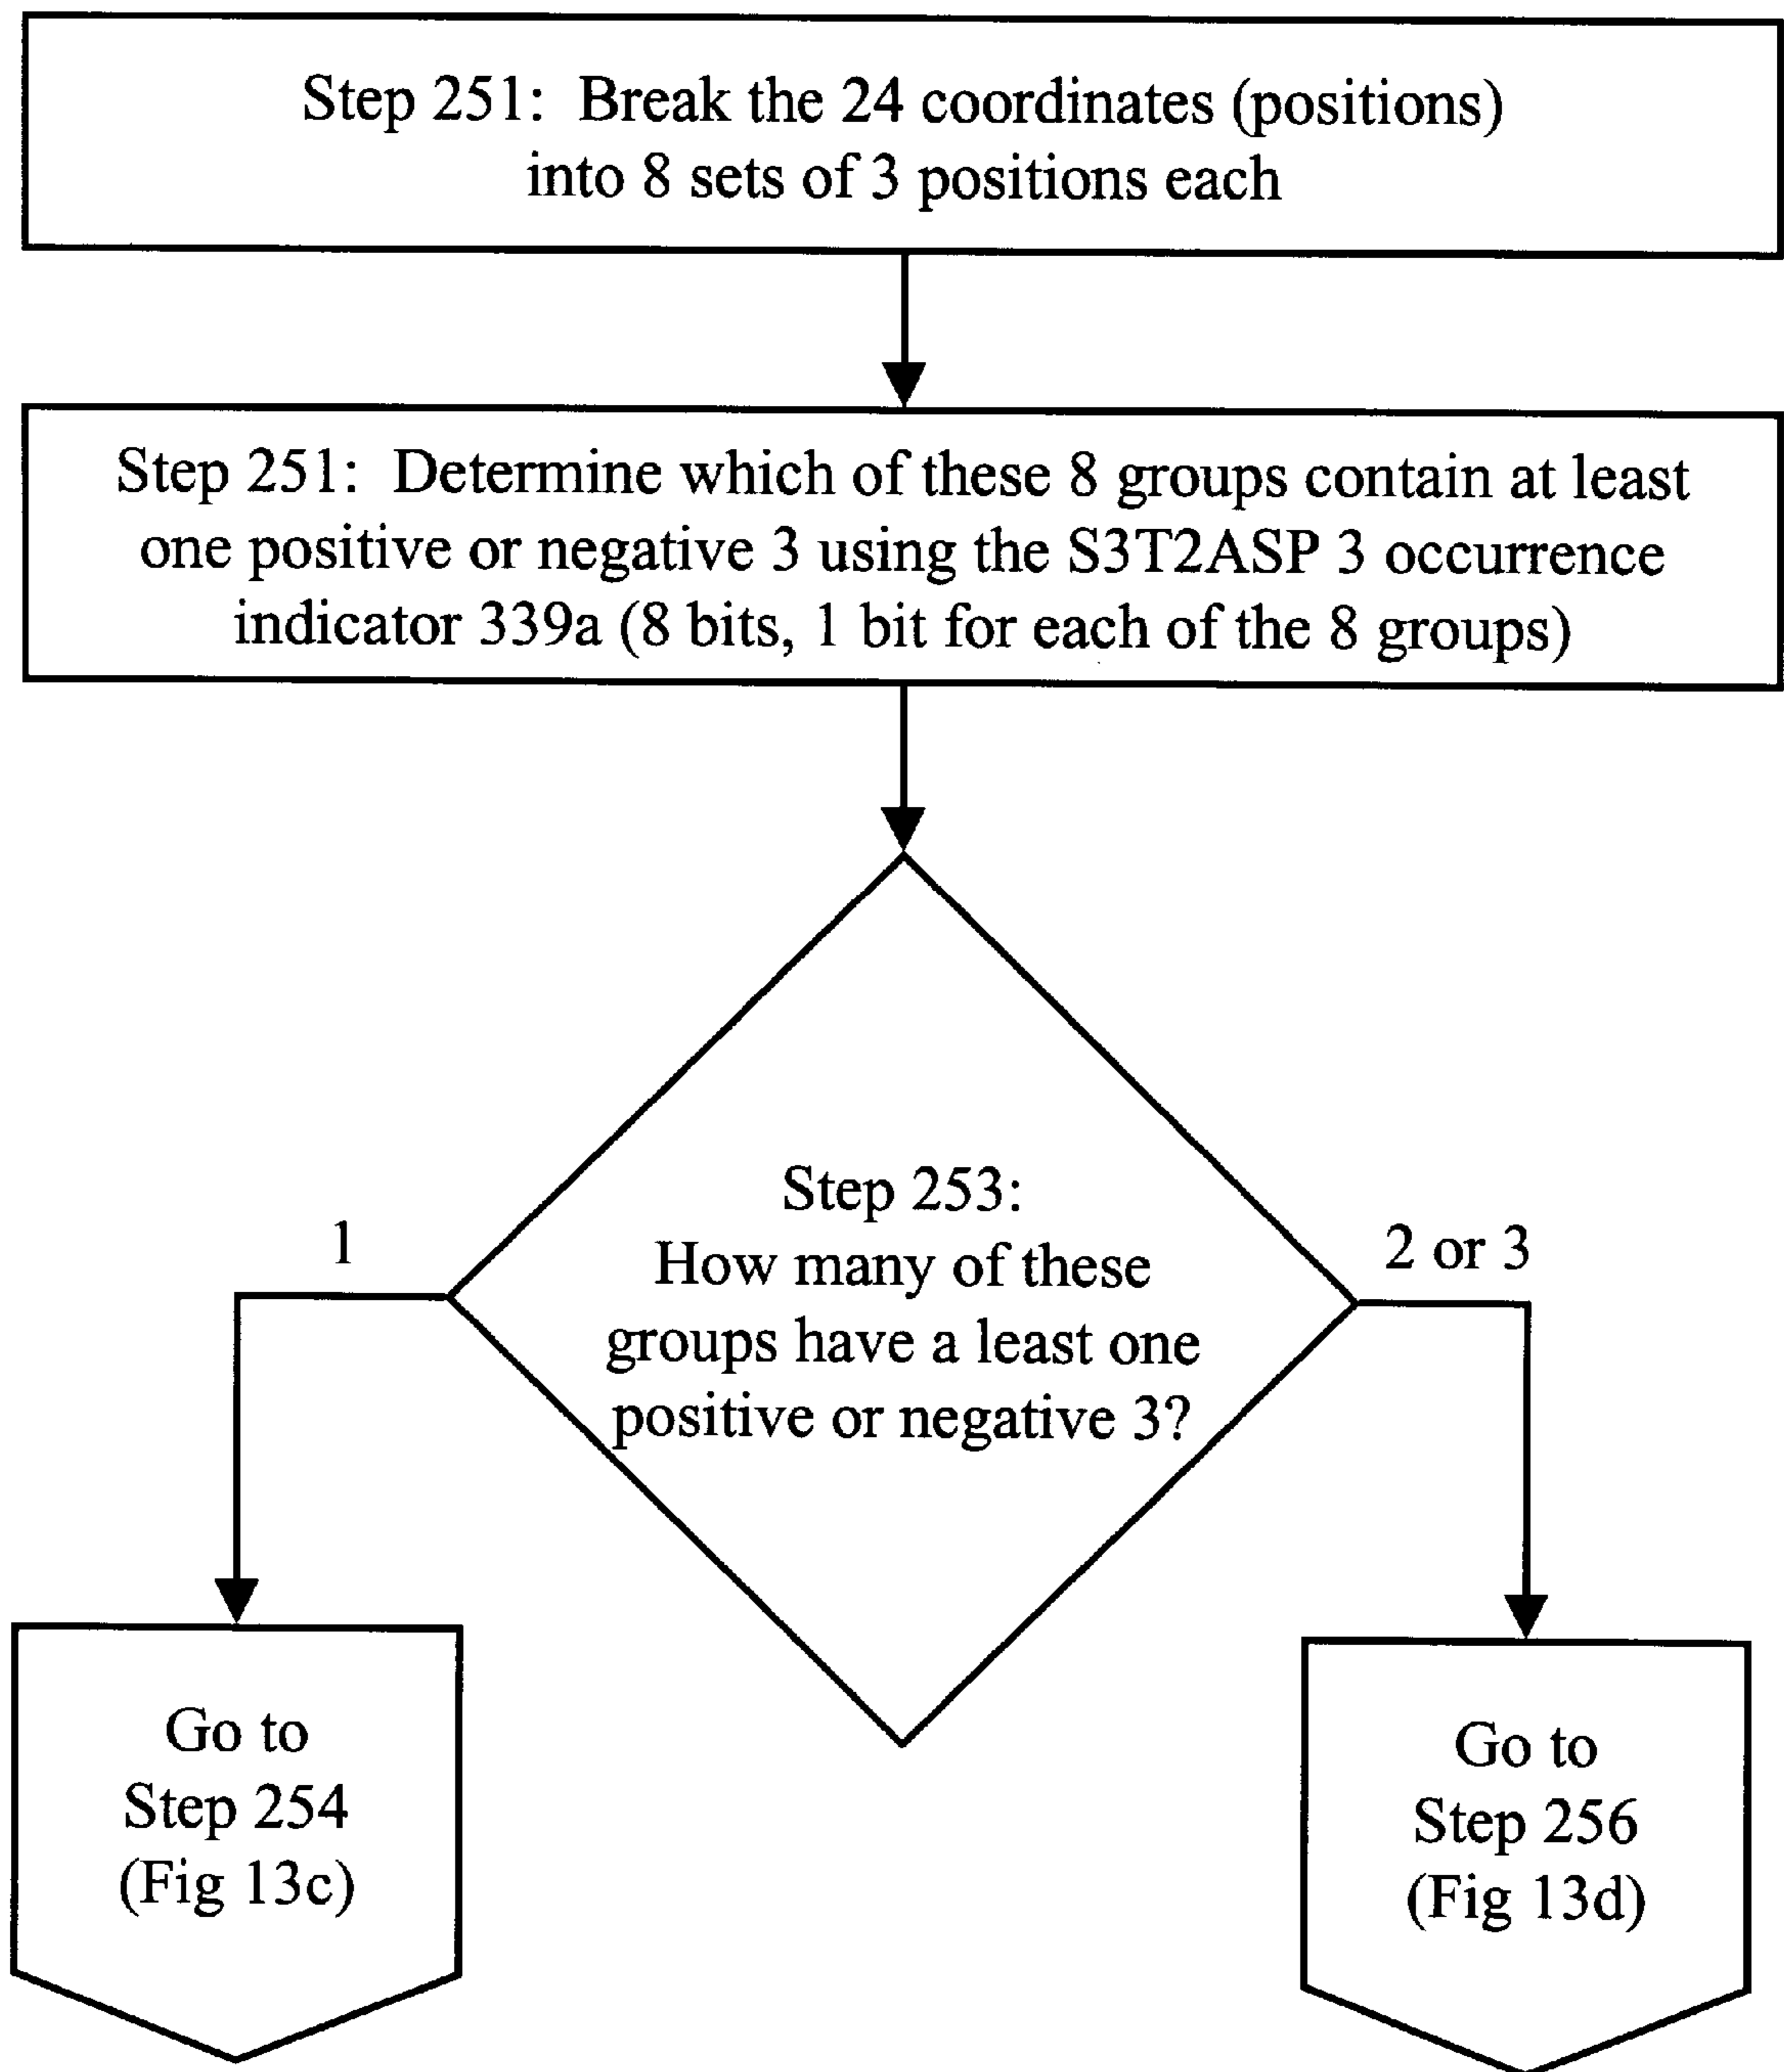 Step 251: Break the 24 coordinates (positions)
into 8 sets of 3 positions each
Step 251: Determine which of these 8 groups contain at least
one positive or negative 3 using the S3T2ASP 3 occurrence
indicator 339a (8 bits, 1 bit for each of the 8 groups)
Step 253:
How many of these
groups have a least one
positive or negative 3?
1
2 or 3
Go to
Step 254
(Fig 13c)
Go to
Step 256
(Fig 13d)